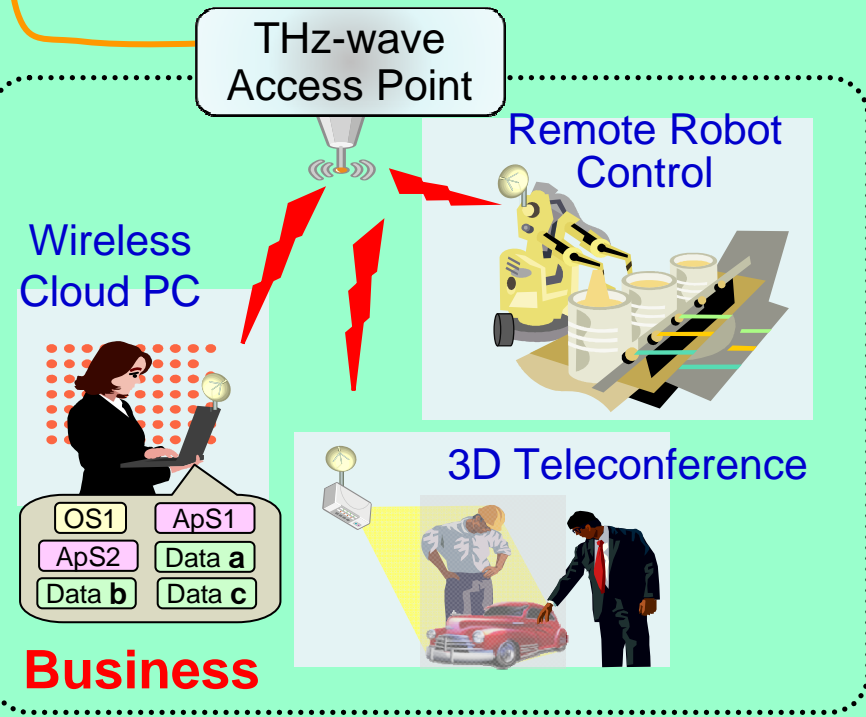 THz-wave
Access Point
Remote Robot
Control
Wireless
Cloud PC
3D Teleconference
OS1 ApS1
ApS2 Data a
Data b Data c
Business